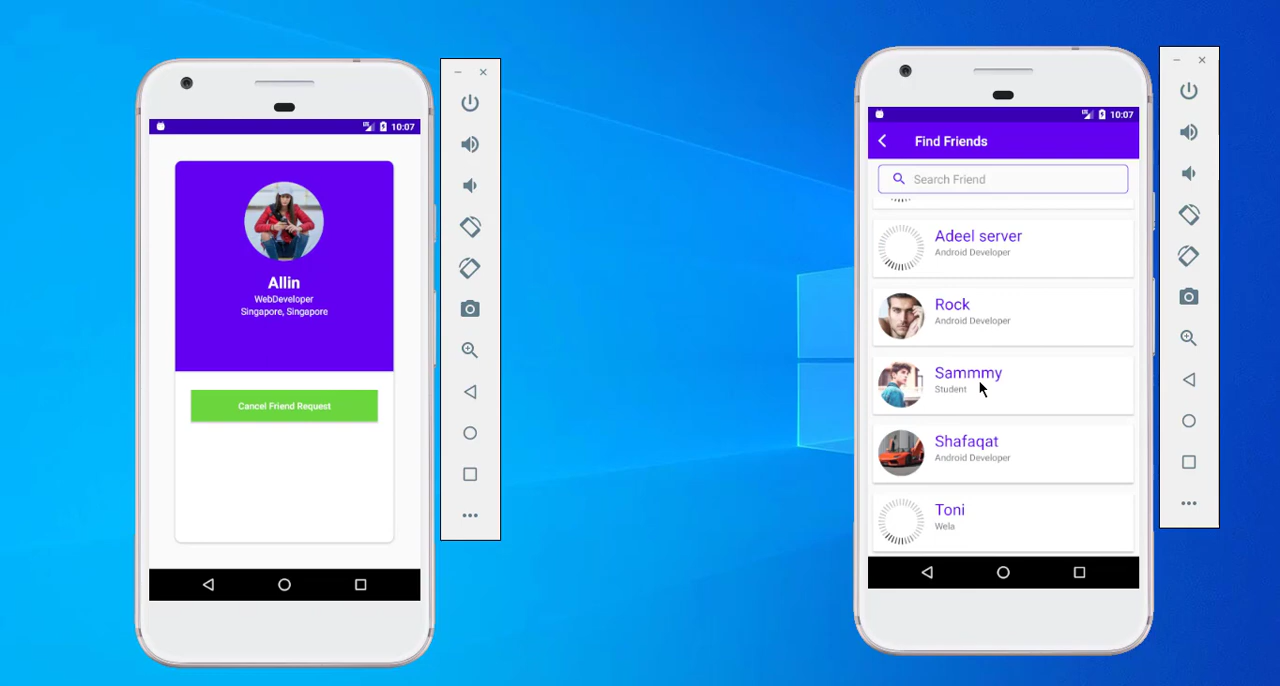 10:07
Allin
WebDeveloper
Singapore, Singapore
Cancel Friend Request
10:07
Find Friends
Search Friend
Adeel server
Android Developer
Rock
Android Developer
Sammmy
Student
Shafaqat
Android Developer
Toni
Wela